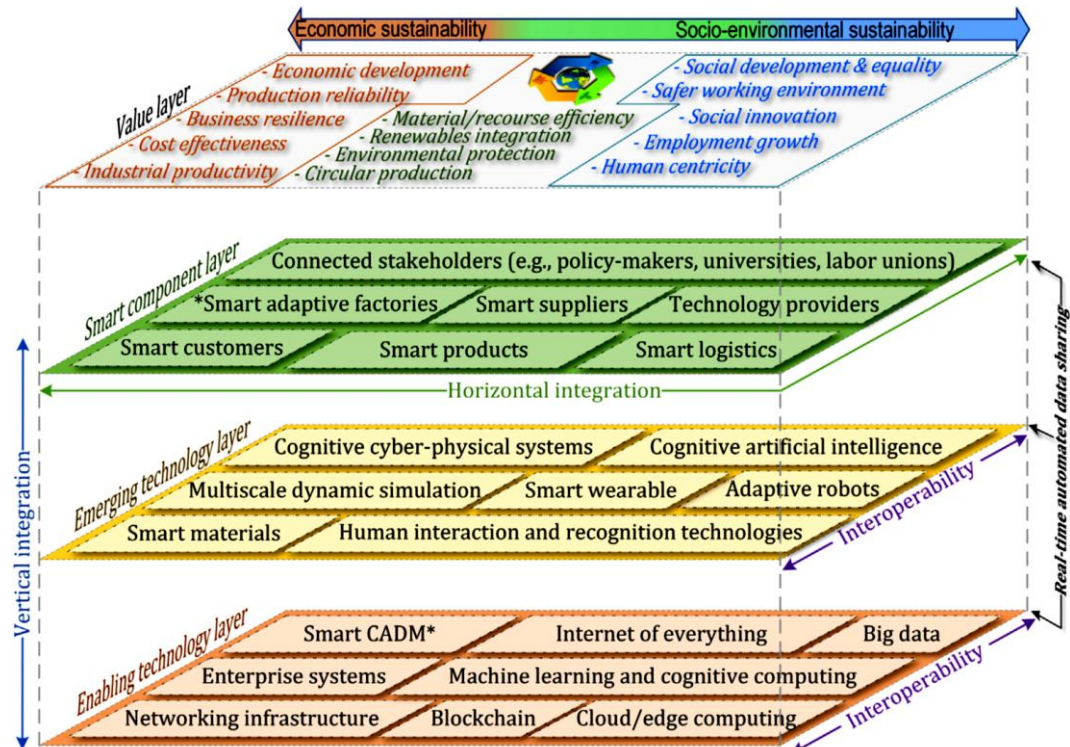 Economic sustainability
Socio-environmental sustainability
Value layer
- Economic development
- Production reliability
- Business resilience
- Cost effectiveness
- Industrial productivity
- Material/recourse efficiency
- Renewables integration
- Environmental protection
- Circular production
- Social development & equality
- Safer working environment
- Social innovation
- Employment growth
- Human centricity
Smart component layer
Connected stakeholders (e.g., policy-makers, universities, labor unions)
*Smart adaptive factories
Smart suppliers
Technology providers
Smart customers
Smart products
Smart logistics
Horizontal integration
Emerging technology layer
Cognitive cyber-physical systems
Cognitive artificial intelligence
Multiscale dynamic simulation
Smart wearable
Adaptive robots
Smart materials
Human interaction and recognition technologies
Interoperability
Enabling technology layer
Smart CADM*
Internet of everything
Big data
Enterprise systems
Machine learning and cognitive computing
Networking infrastructure
Blockchain
Cloud/edge computing
Interoperability
Vertical integration
Real-time automated data sharing